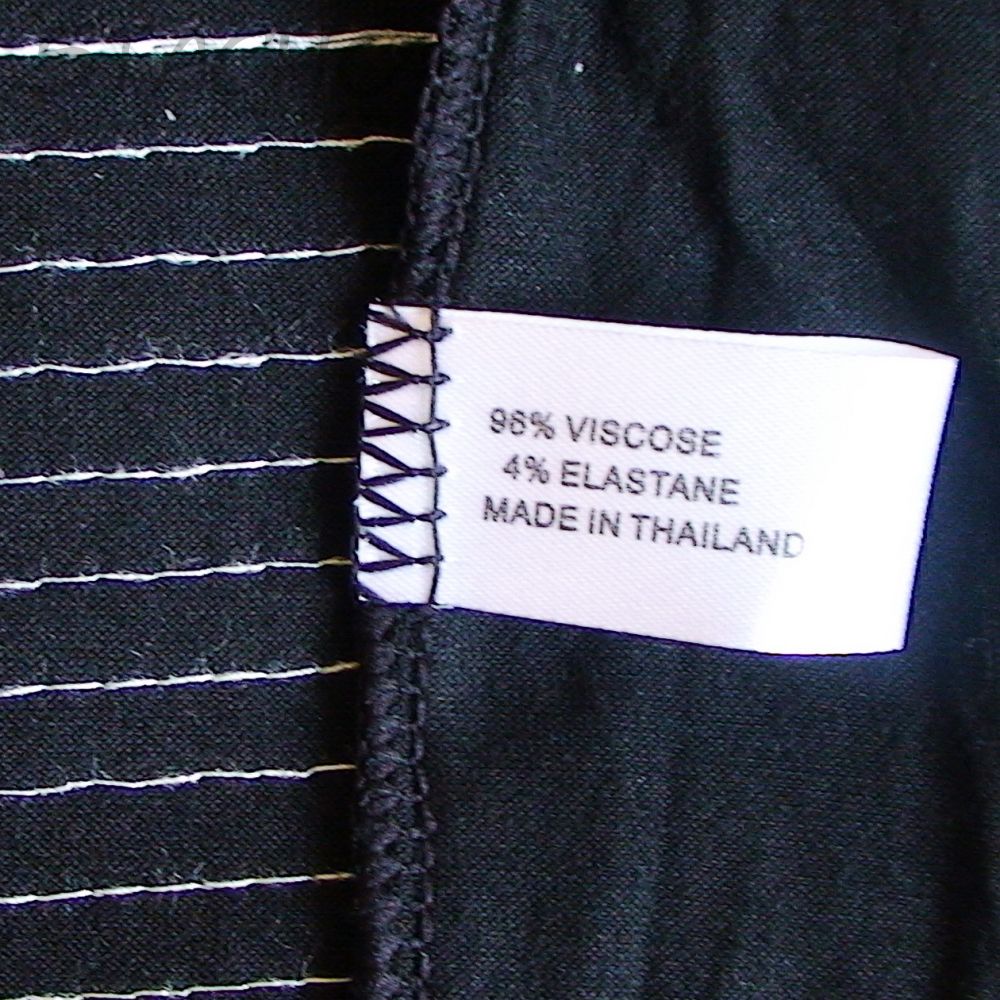 96% VISCOSE
4% ELASTANE
MADE IN THAILAND